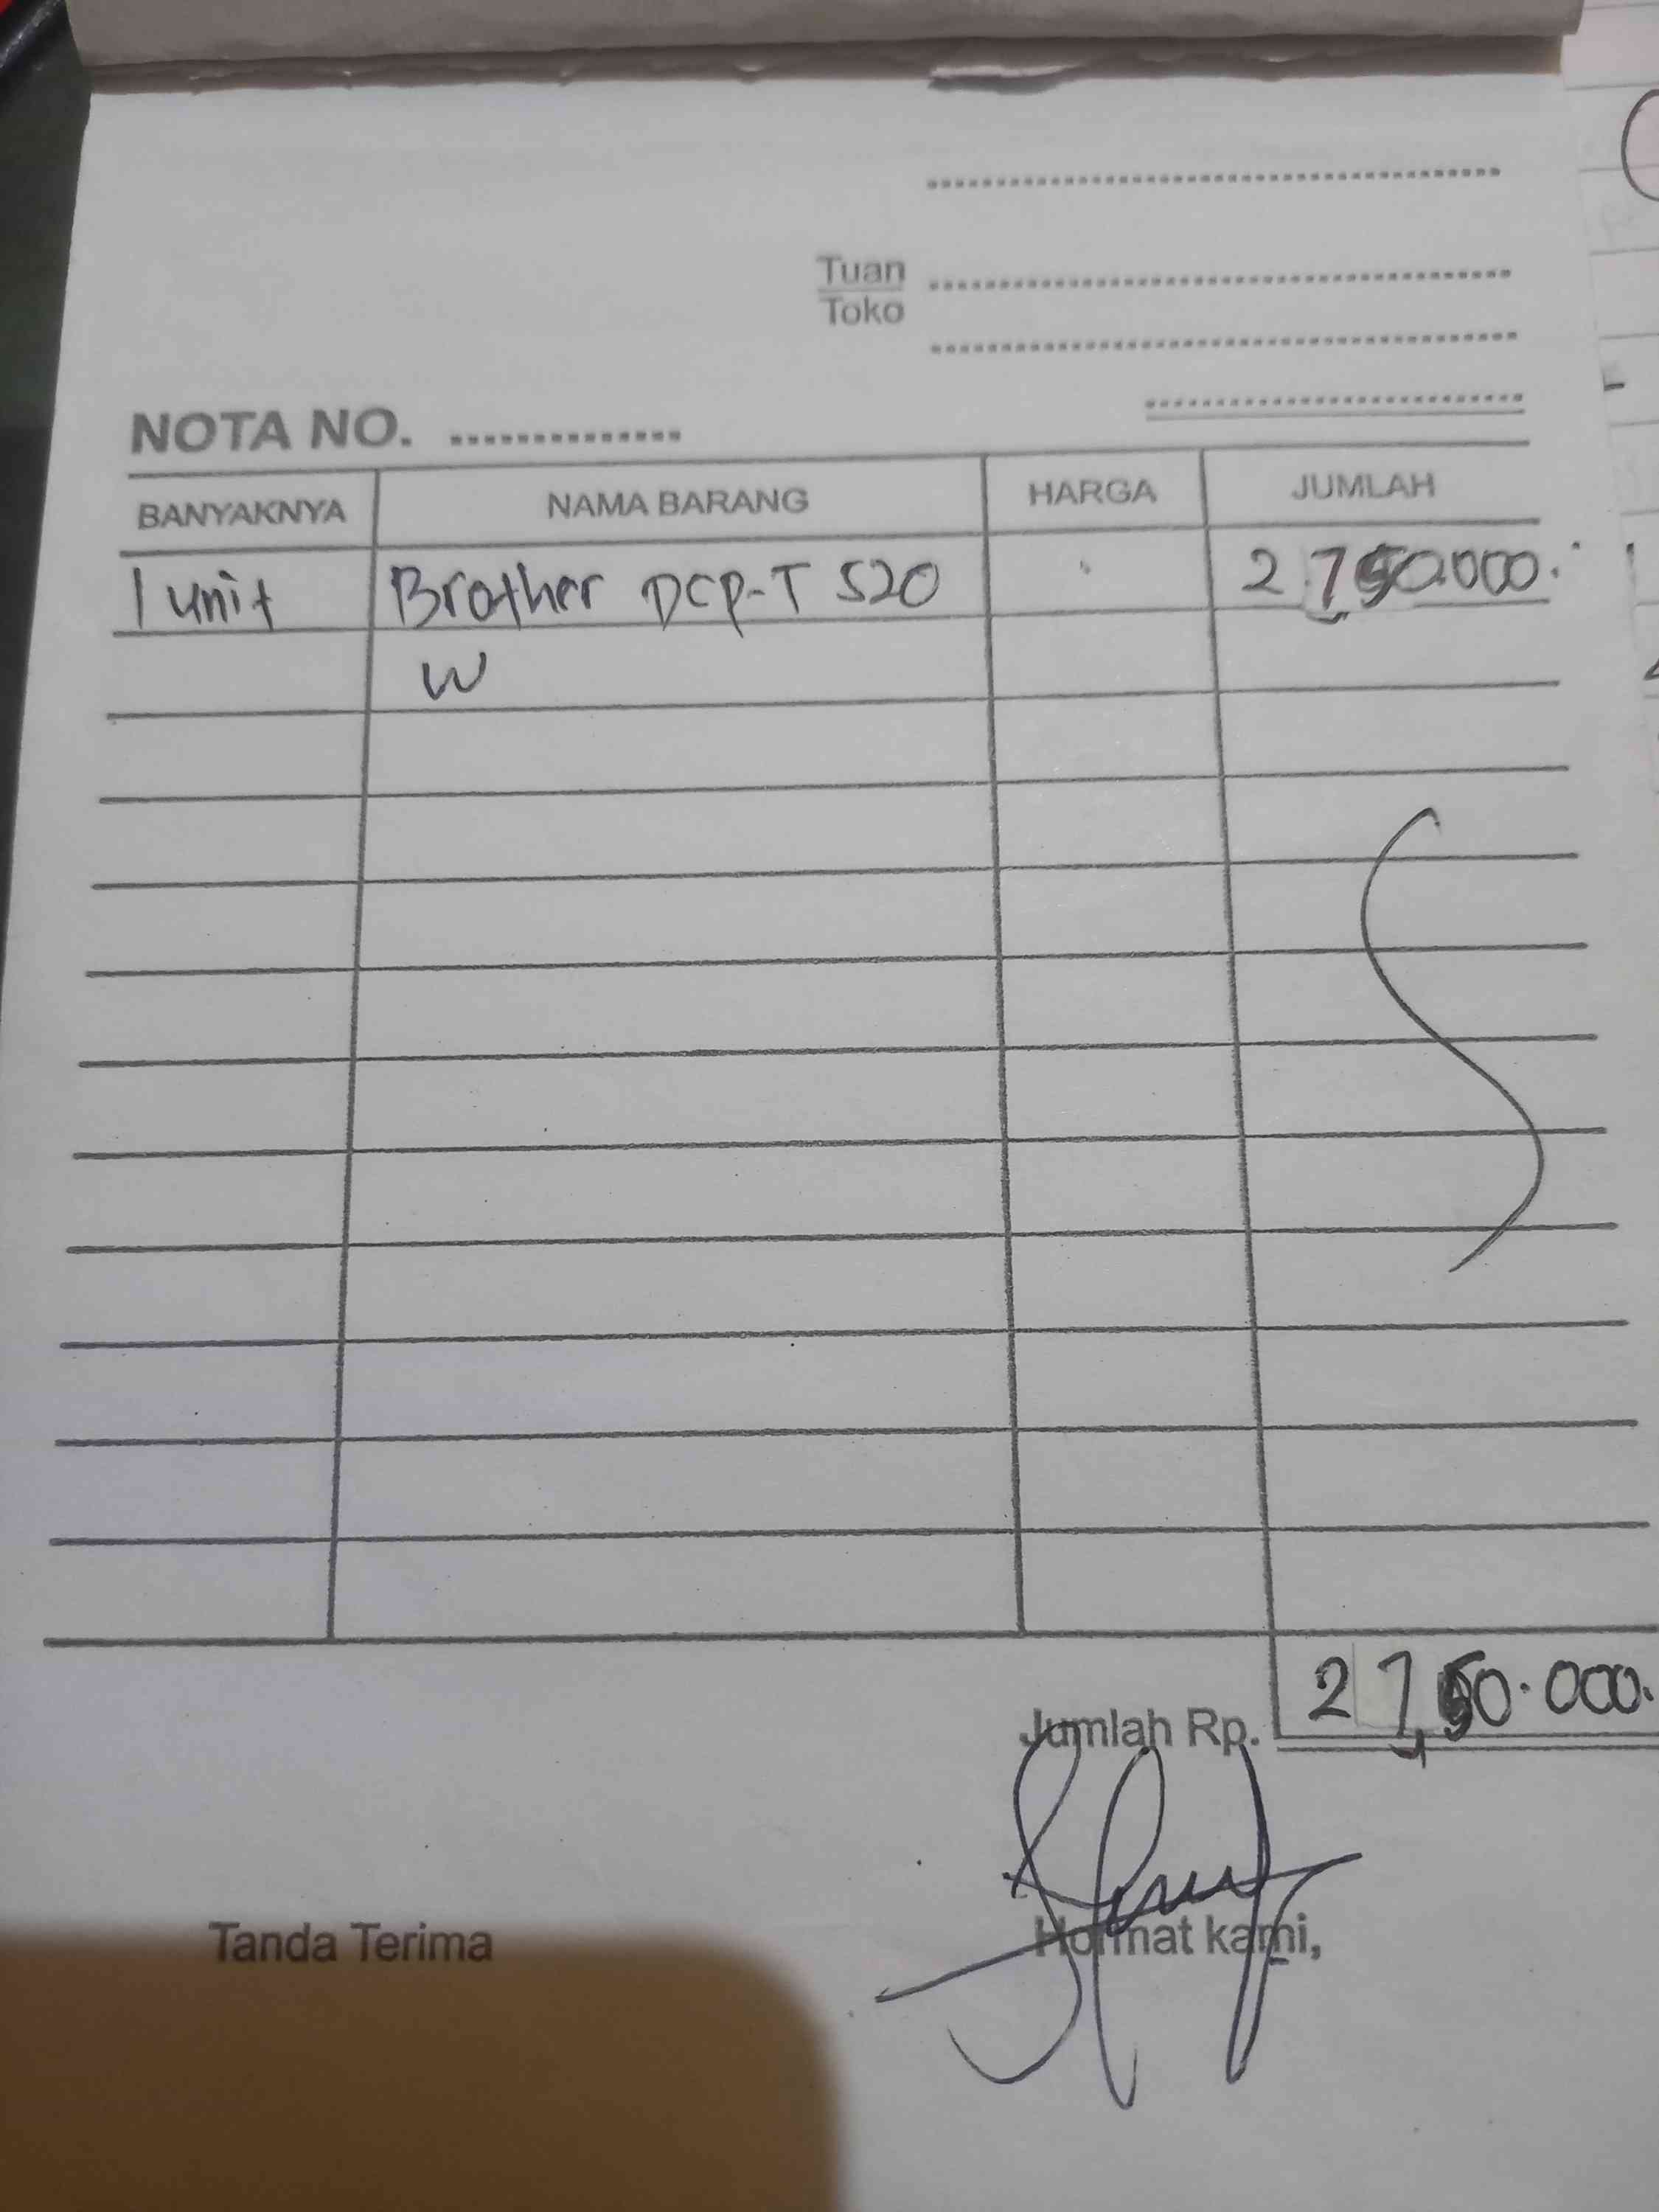 Tuan
Toko
NOTA NO.
BANYAKNYA NAMA BARANG HARGA JUMLAH
1 unit Brother DCP-T 520 2.750.000.
W
Jumlah Rp. 2.750.000.
Tanda Terima Hormat kami,